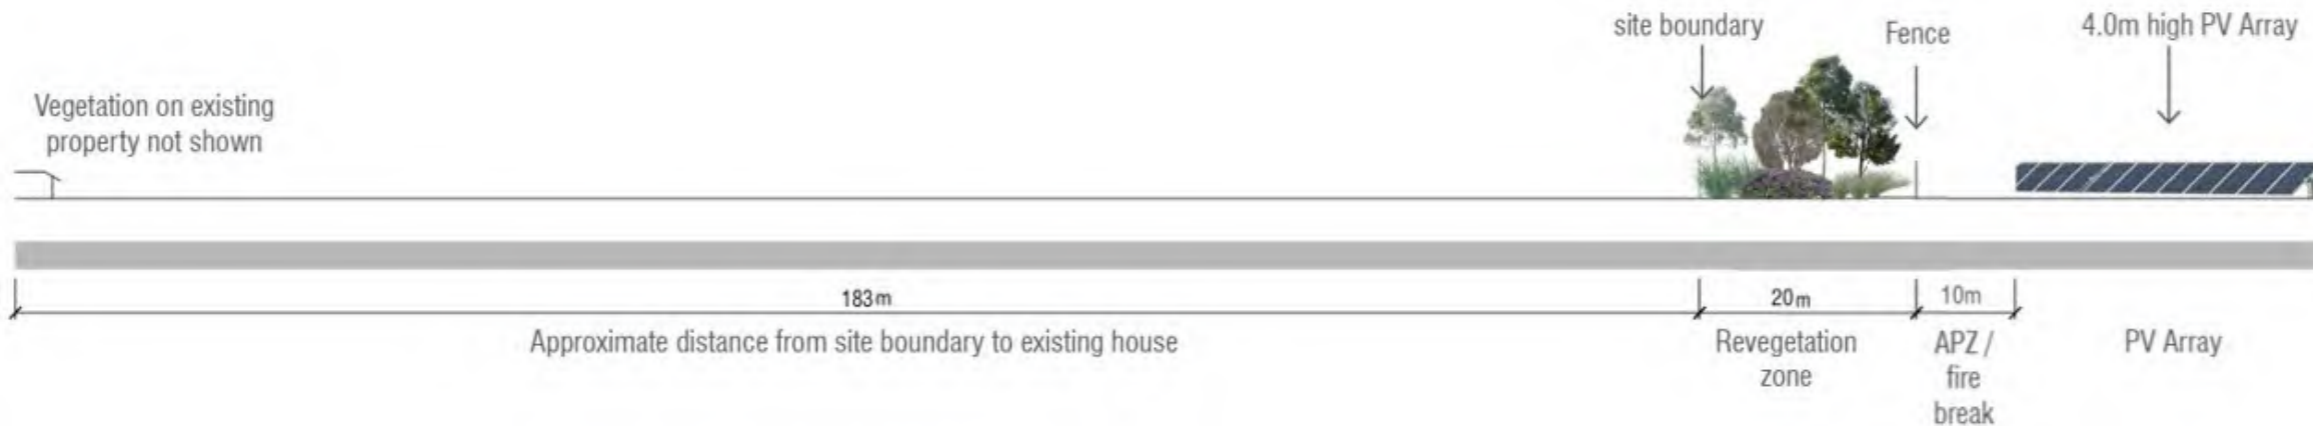 site boundary
Fence
4.0m high PV Array
Vegetation on existing
property not shown
183m
20m
10m
Approximate distance from site boundary to existing house
Revegetation
zone
APZ /
fire
break
PV Array